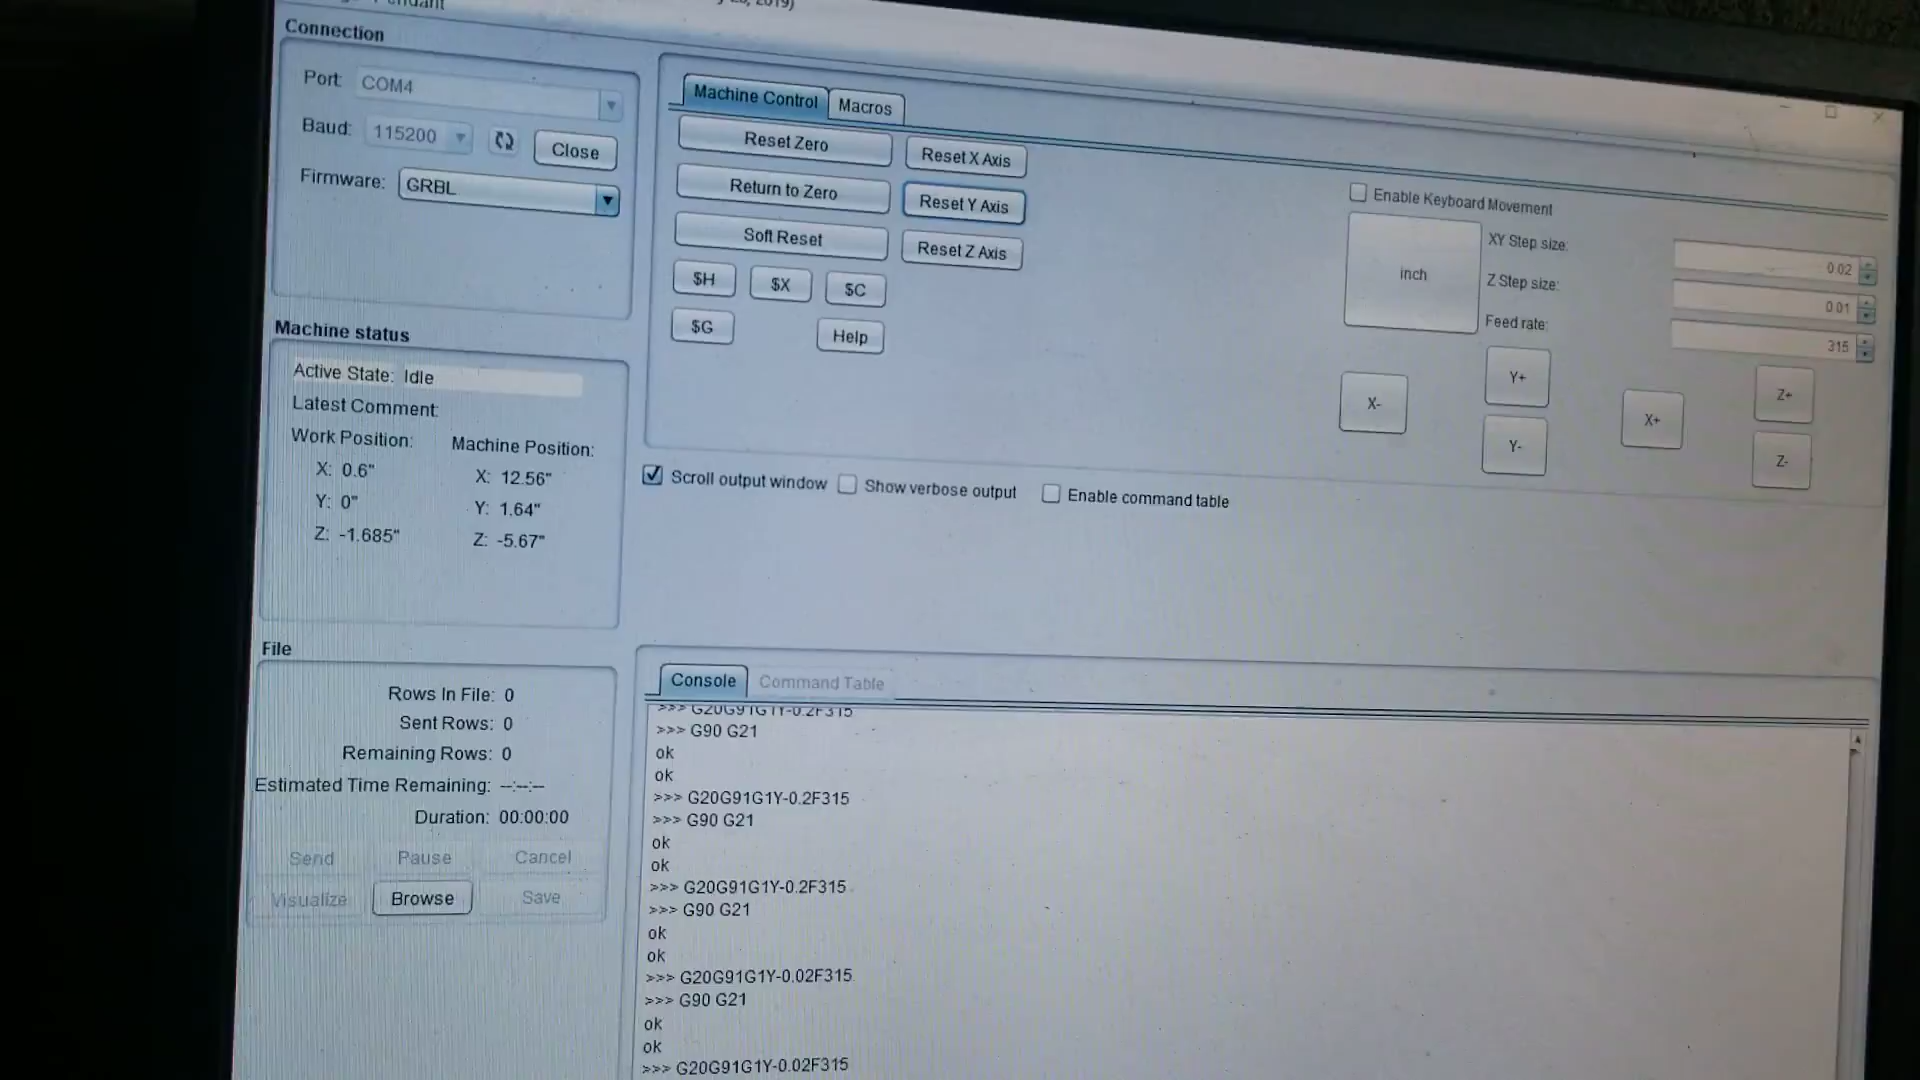 Pendant
2019)
Connection
Port: COM4
Baud: 115200
Close
Firmware: GRBL
Machine Control
Macros
Reset Zero
Reset X Axis
Return to Zero
Reset Y Axis
Soft Reset
Reset Z Axis
$H
$X
$C
$G
Help
Enable Keyboard Movement
inch
XY Step size:
0.02
Z Step size:
0.01
Feed rate:
315
X-
Y+
Y-
X+
Z+
Z-
Machine status
Active State: Idle
Latest Comment:
Work Position:
Machine Position:
X: 0.6"
X: 12.56"
Y: 0"
Y: 1.64"
Z: -1.685"
Z: -5.67"
Scroll output window
Show verbose output
Enable command table
File
Rows In File: 0
Sent Rows: 0
Remaining Rows: 0
Estimated Time Remaining: --:--:--
Duration: 00:00:00
Send
Pause
Cancel
Visualize
Browse
Save
Console
Command Table
>>> G20G91G1Y-0.2F315
>>> G90 G21
ok
ok
>>> G20G91G1Y-0.2F315
>>> G90 G21
ok
ok
>>> G20G91G1Y-0.2F315
>>> G90 G21
ok
ok
>>> G20G91G1Y-0.02F315
>>> G90 G21
ok
ok
>>> G20G91G1Y-0.02F315